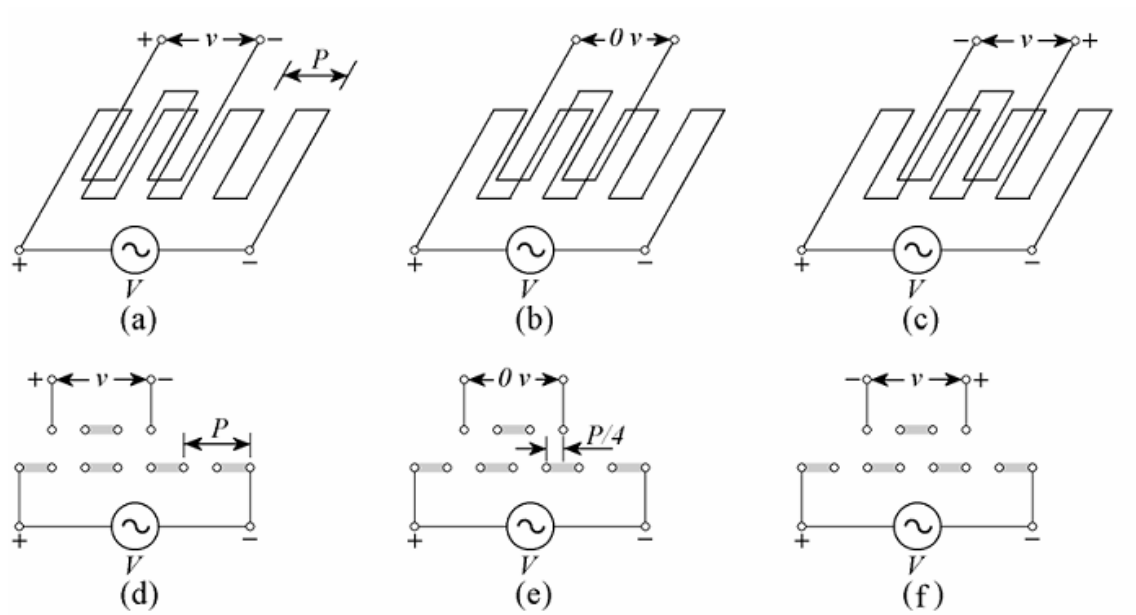 + v − 0 v − v +
P
+ − + − + −
V V V
(a) (b) (c)
+ v − 0 v − v +
P P/4
+ − + − + −
V V V
(d) (e) (f)